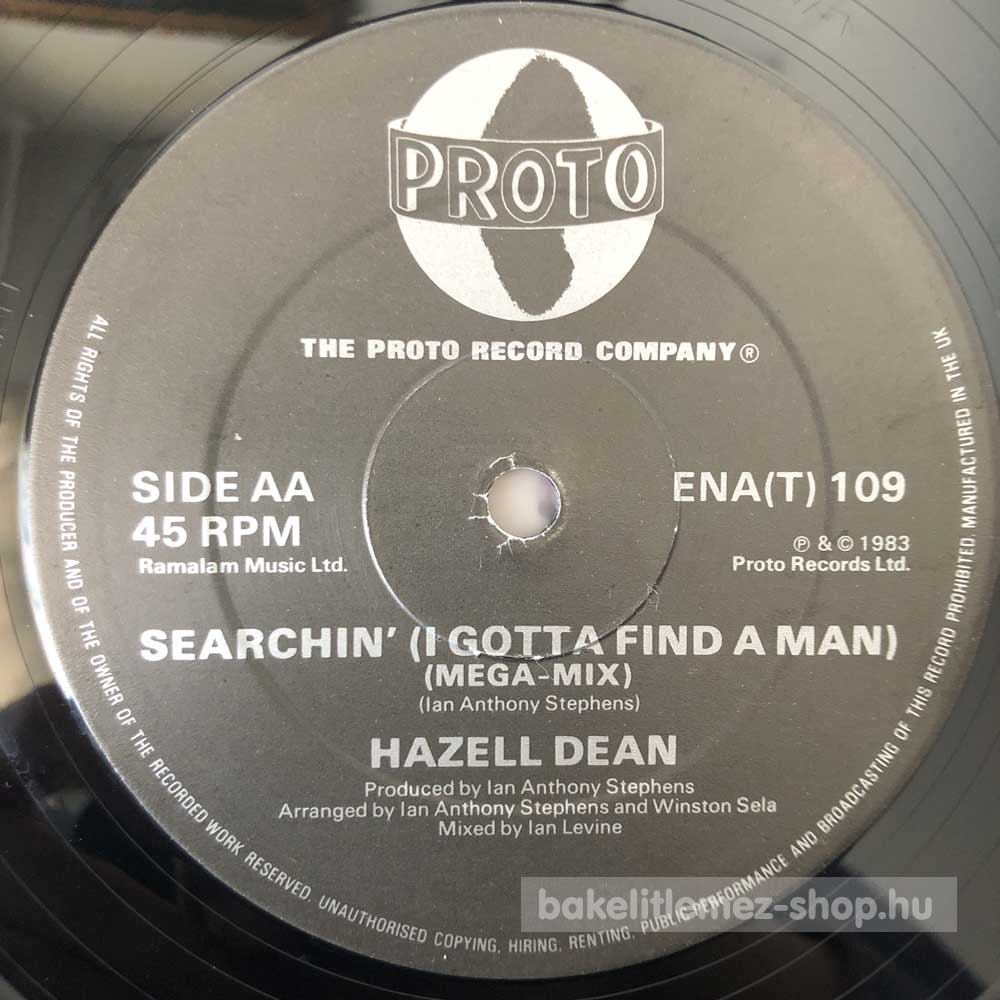 PROTO
THE PROTO RECORD COMPANY®
SIDE AA
45 RPM
Ramalam Music Ltd.
ENA(T) 109
℗ & © 1983
Proto Records Ltd.
SEARCHIN' (I GOTTA FIND A MAN)
(MEGA-MIX)
(Ian Anthony Stephens)
HAZELL DEAN
Produced by Ian Anthony Stephens
Arranged by Ian Anthony Stephens and Winston Sela
Mixed by Ian Levine
ALL RIGHTS OF THE PRODUCER AND OF THE OWNER OF THE RECORDED WORK RESERVED. UNAUTHORISED COPYING, HIRING, RENTING, PUBLIC PERFORMANCE AND BROADCASTING OF THIS RECORD PROHIBITED. MANUFACTURED IN THE UK
bakelitlemez-shop.hu